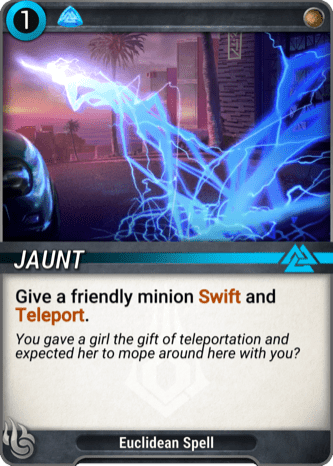 1
JAUNT
Give a friendly minion Swift and
Teleport.
You gave a girl the gift of teleportation and
expected her to mope around here with you?
Euclidean Spell